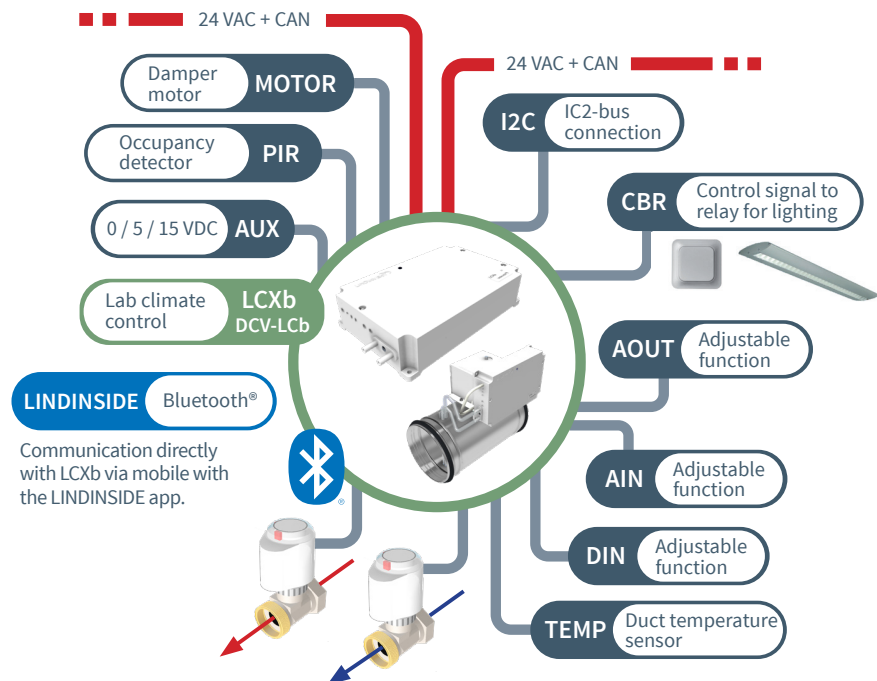 24 VAC + CAN
24 VAC + CAN
Damper
motor
MOTOR
I2C
IC2-bus
connection
Occupancy
detector
PIR
CBR
Control signal to
relay for lighting
0 / 5 / 15 VDC
AUX
Lab climate
control
LCXb
DCV-LCb
AOUT
Adjustable
function
LINDINSIDE
Bluetooth®
Communication directly
with LCXb via mobile with
the LINDINSIDE app.
AIN
Adjustable
function
DIN
Adjustable
function
TEMP
Duct temperature
sensor